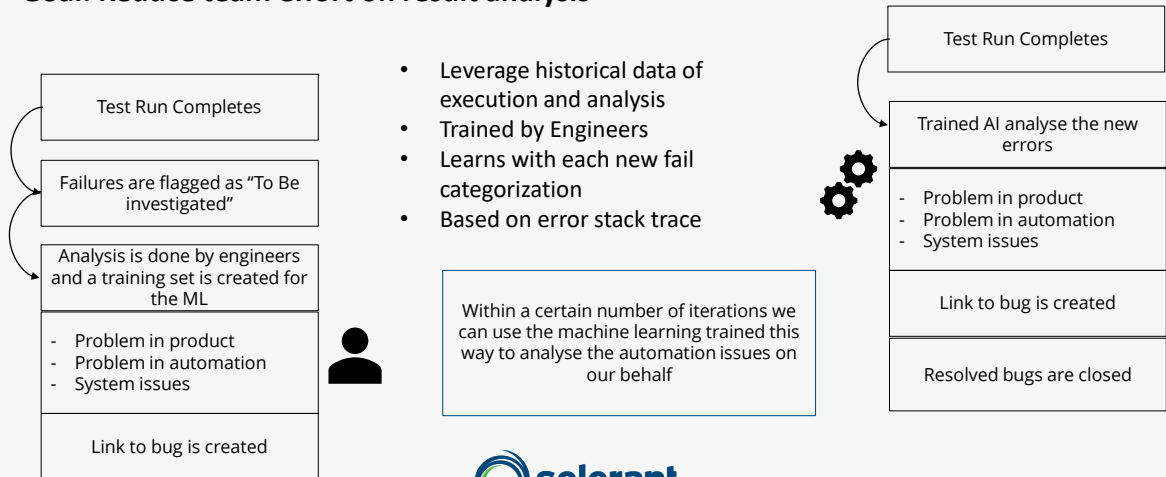 Test Run Completes
Failures are flagged as “To Be
investigated”
Analysis is done by engineers
and a training set is created for
the ML
- Problem in product
- Problem in automation
- System issues
Link to bug is created
• Leverage historical data of
execution and analysis
• Trained by Engineers
• Learns with each new fail
categorization
• Based on error stack trace
Within a certain number of iterations we
can use the machine learning trained this
way to analyse the automation issues on
our behalf
Test Run Completes
Trained AI analyse the new
errors
- Problem in product
- Problem in automation
- System issues
Link to bug is created
Resolved bugs are closed